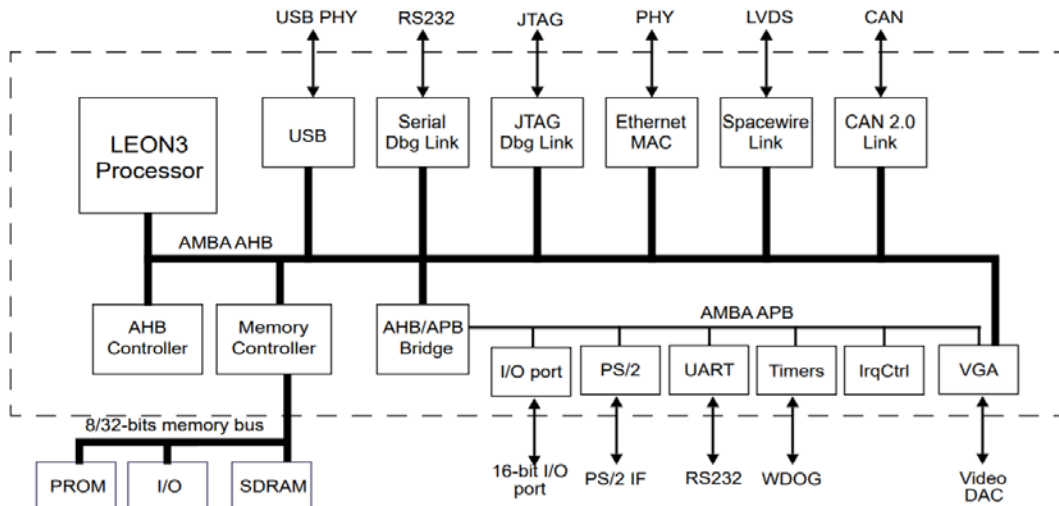 USB PHY
RS232
JTAG
PHY
LVDS
CAN
LEON3
Processor
USB
Serial
Dbg Link
JTAG
Dbg Link
Ethernet
MAC
Spacewire
Link
CAN 2.0
Link
AMBA AHB
AHB
Controller
Memory
Controller
AHB/APB
Bridge
AMBA APB
I/O port
PS/2
UART
Timers
IrqCtrl
VGA
8/32-bits memory bus
PROM
I/O
SDRAM
16-bit I/O
port
PS/2 IF
RS232
WDOG
Video
DAC